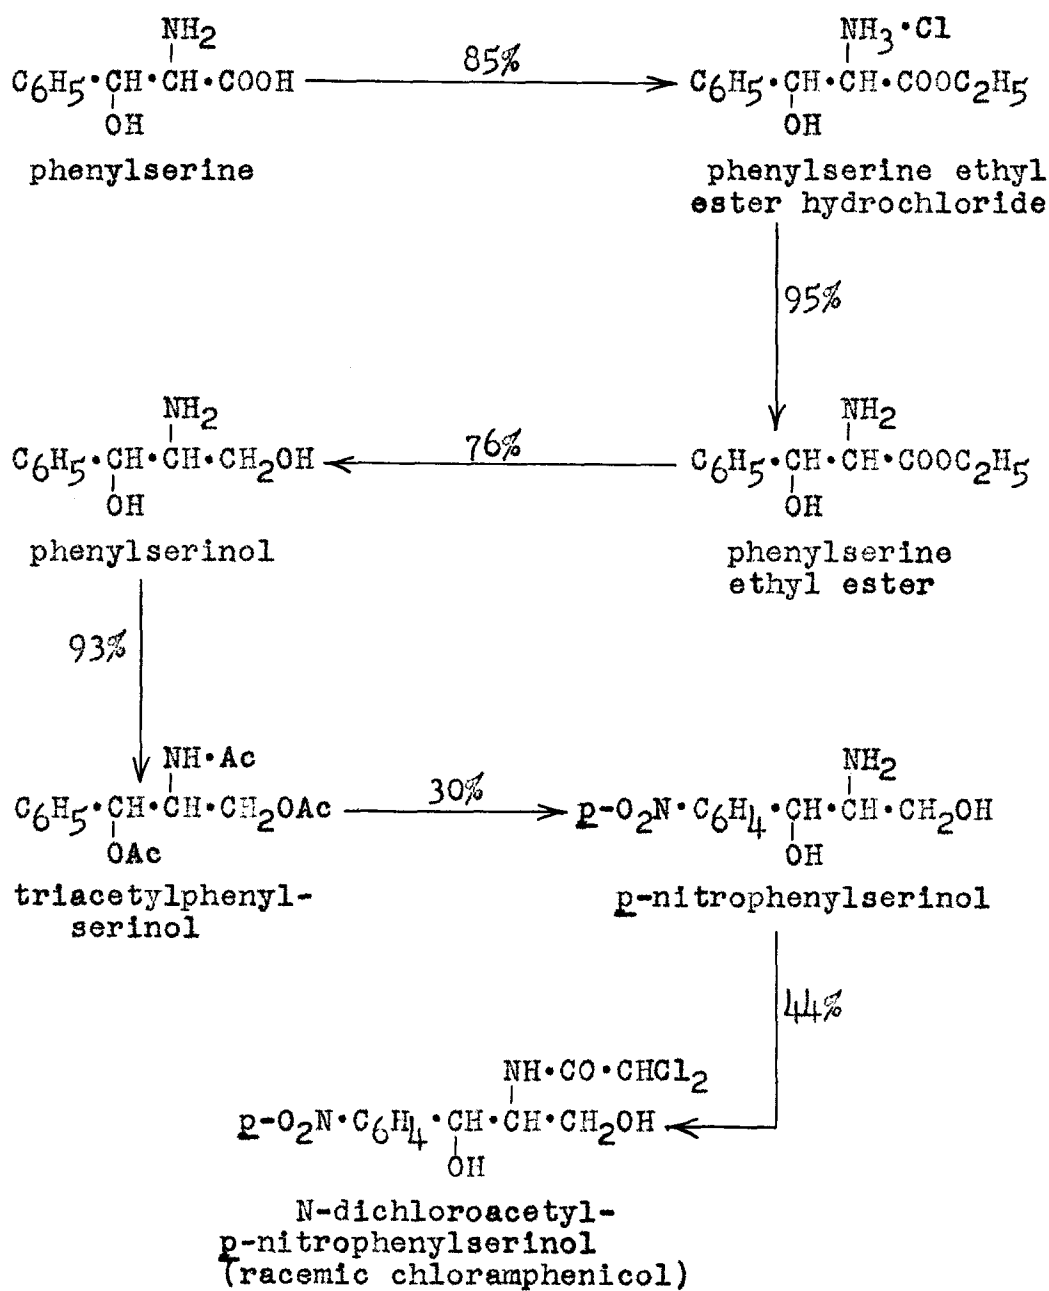 NH2
C6H5•CH•CH•COOH
OH
phenylserine
85%
NH3•Cl
C6H5•CH•CH•COOC2H5
OH
phenylserine ethyl
ester hydrochloride
95%
NH2
C6H5•CH•CH•COOC2H5
OH
phenylserine
ethyl ester
76%
NH2
C6H5•CH•CH•CH2OH
OH
phenylserinol
93%
NH•Ac
C6H5•CH•CH•CH2OAc
OAc
triacetylphenyl-
serinol
30%
NH2
p-O2N•C6H4•CH•CH•CH2OH
OH
p-nitrophenylserinol
44%
NH•CO•CHCl2
p-O2N•C6H4•CH•CH•CH2OH
OH
N-dichloroacetyl-
p-nitrophenylserinol
(racemic chloramphenicol)